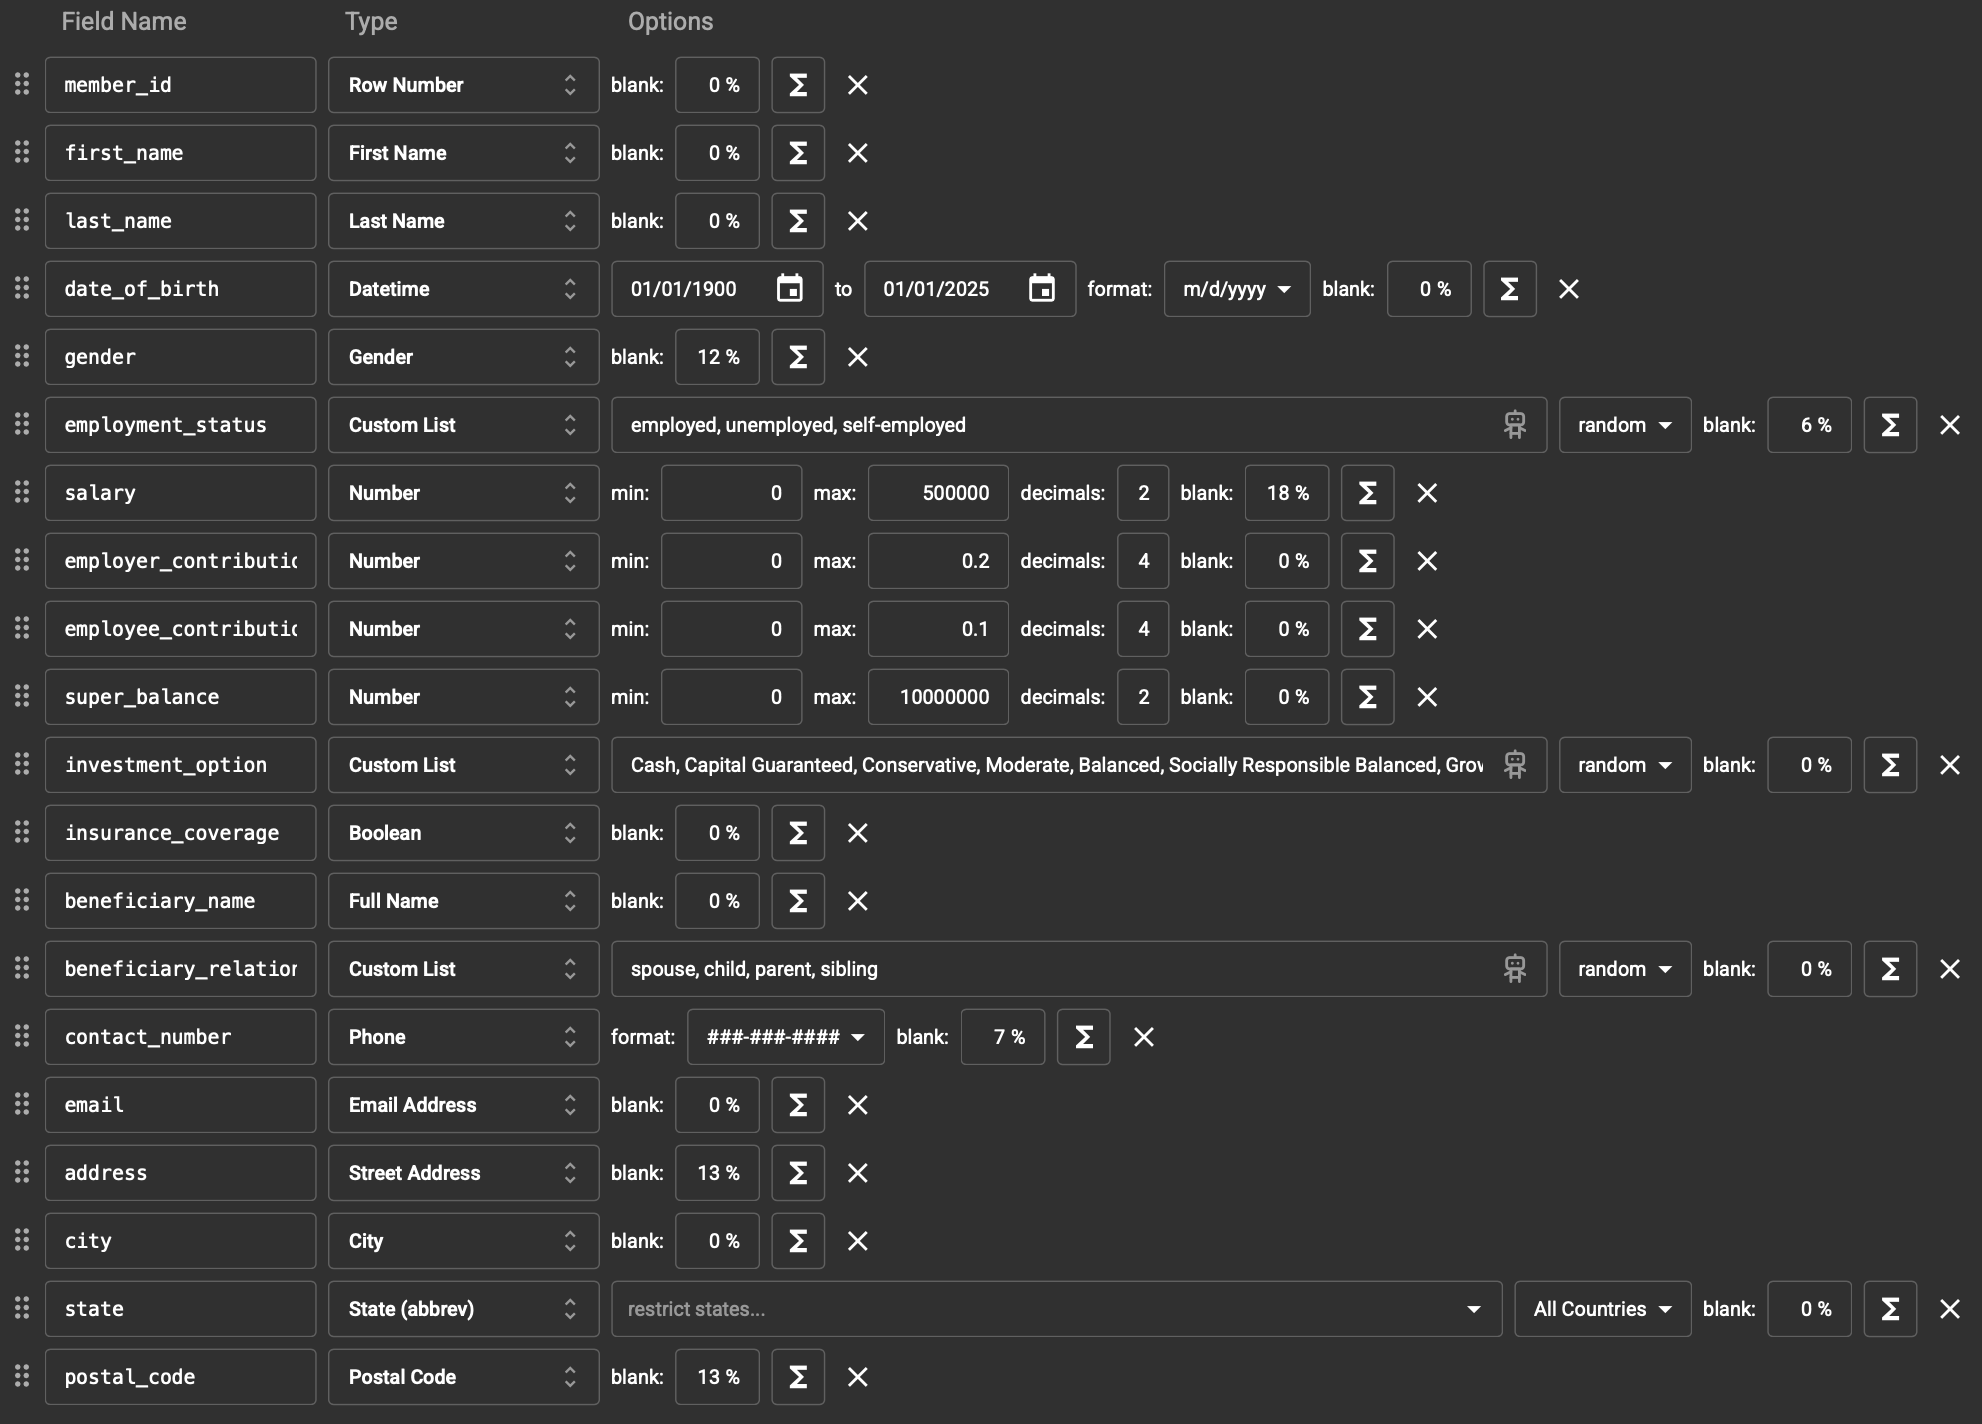 Field Name Type Options
member_id Row Number blank: 0 % Σ
first_name First Name blank: 0 % Σ
last_name Last Name blank: 0 % Σ
date_of_birth Datetime 01/01/1900 to 01/01/2025 format: m/d/yyyy blank: 0 % Σ
gender Gender blank: 12 % Σ
employment_status Custom List employed, unemployed, self-employed random blank: 6 % Σ
salary Number min: 0 max: 500000 decimals: 2 blank: 18 % Σ
employer_contributic Number min: 0 max: 0.2 decimals: 4 blank: 0 % Σ
employee_contributic Number min: 0 max: 0.1 decimals: 4 blank: 0 % Σ
super_balance Number min: 0 max: 10000000 decimals: 2 blank: 0 % Σ
investment_option Custom List Cash, Capital Guaranteed, Conservative, Moderate, Balanced, Socially Responsible Balanced, Grov random blank: 0 % Σ
insurance_coverage Boolean blank: 0 % Σ
beneficiary_name Full Name blank: 0 % Σ
beneficiary_relation Custom List spouse, child, parent, sibling random blank: 0 % Σ
contact_number Phone format: ###-###-#### blank: 7 % Σ
email Email Address blank: 0 % Σ
address Street Address blank: 13 % Σ
city City blank: 0 % Σ
state State (abbrev) restrict states... All Countries blank: 0 % Σ
postal_code Postal Code blank: 13 % Σ